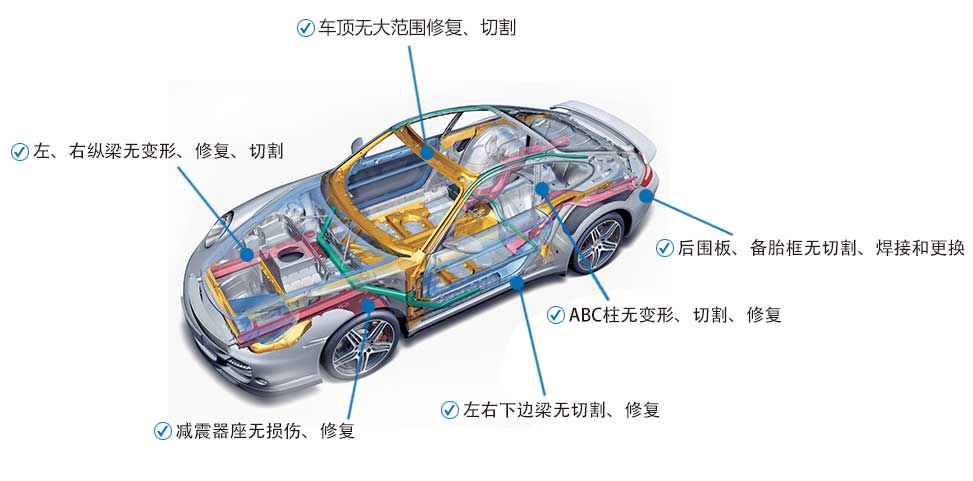 车顶无大范围修复、切割
左、右纵梁无变形、修复、切割
后围板、备胎框无切割、焊接和更换
ABC柱无变形、切割、修复
左右下边梁无切割、修复
减震器座无损伤、修复